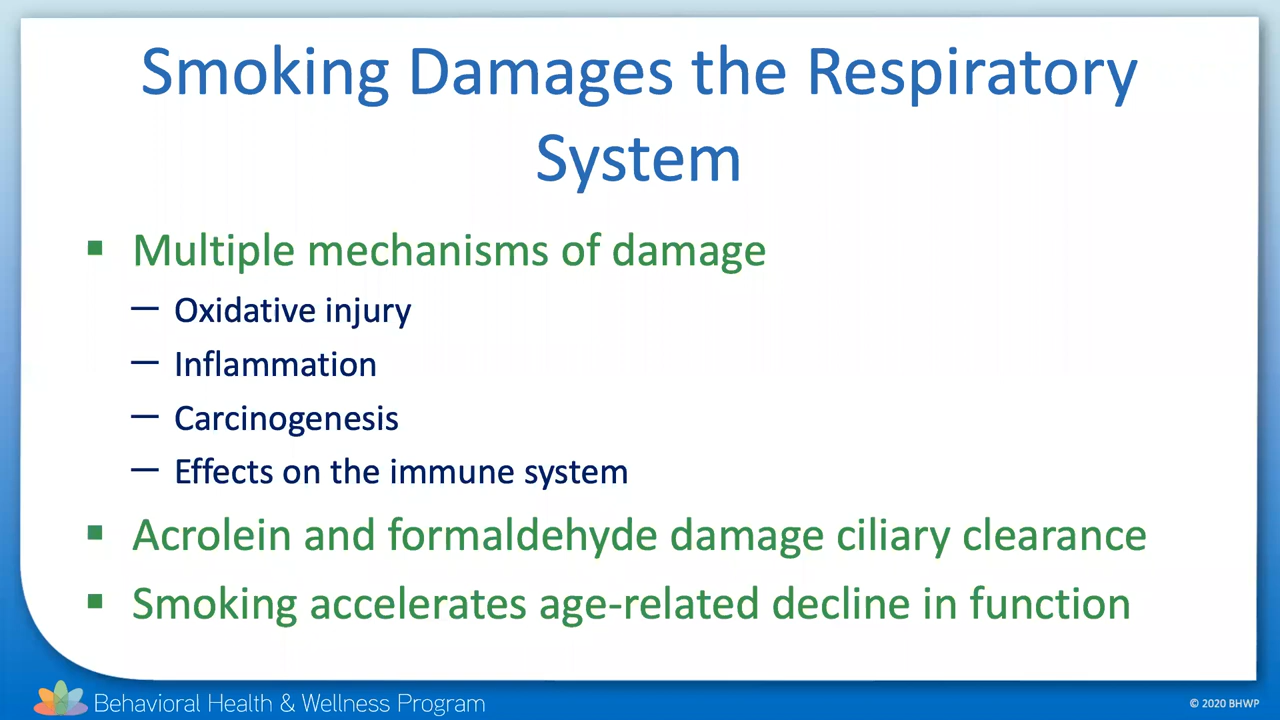 Smoking Damages the Respiratory
System
▪ Multiple mechanisms of damage
— Oxidative injury
— Inflammation
— Carcinogenesis
— Effects on the immune system
▪ Acrolein and formaldehyde damage ciliary clearance
▪ Smoking accelerates age-related decline in function
Behavioral Health & Wellness Program
© 2020 BHWP